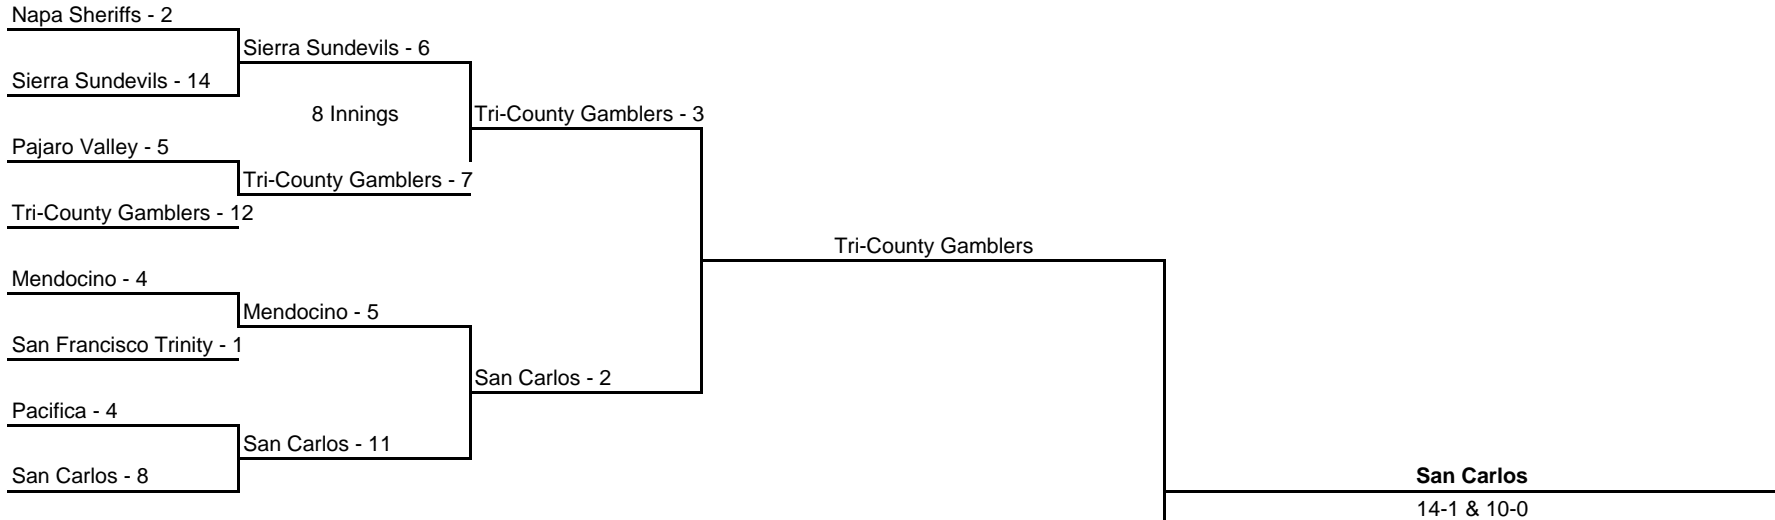 Napa Sheriffs - 2
Sierra Sundevils - 6
Sierra Sundevils - 14
8 Innings
Tri-County Gamblers - 3
Pajaro Valley - 5
Tri-County Gamblers - 7
Tri-County Gamblers - 12
Tri-County Gamblers
Mendocino - 4
Mendocino - 5
San Francisco Trinity - 1
San Carlos - 2
Pacifica - 4
San Carlos - 11
San Carlos - 8
San Carlos
14-1 & 10-0